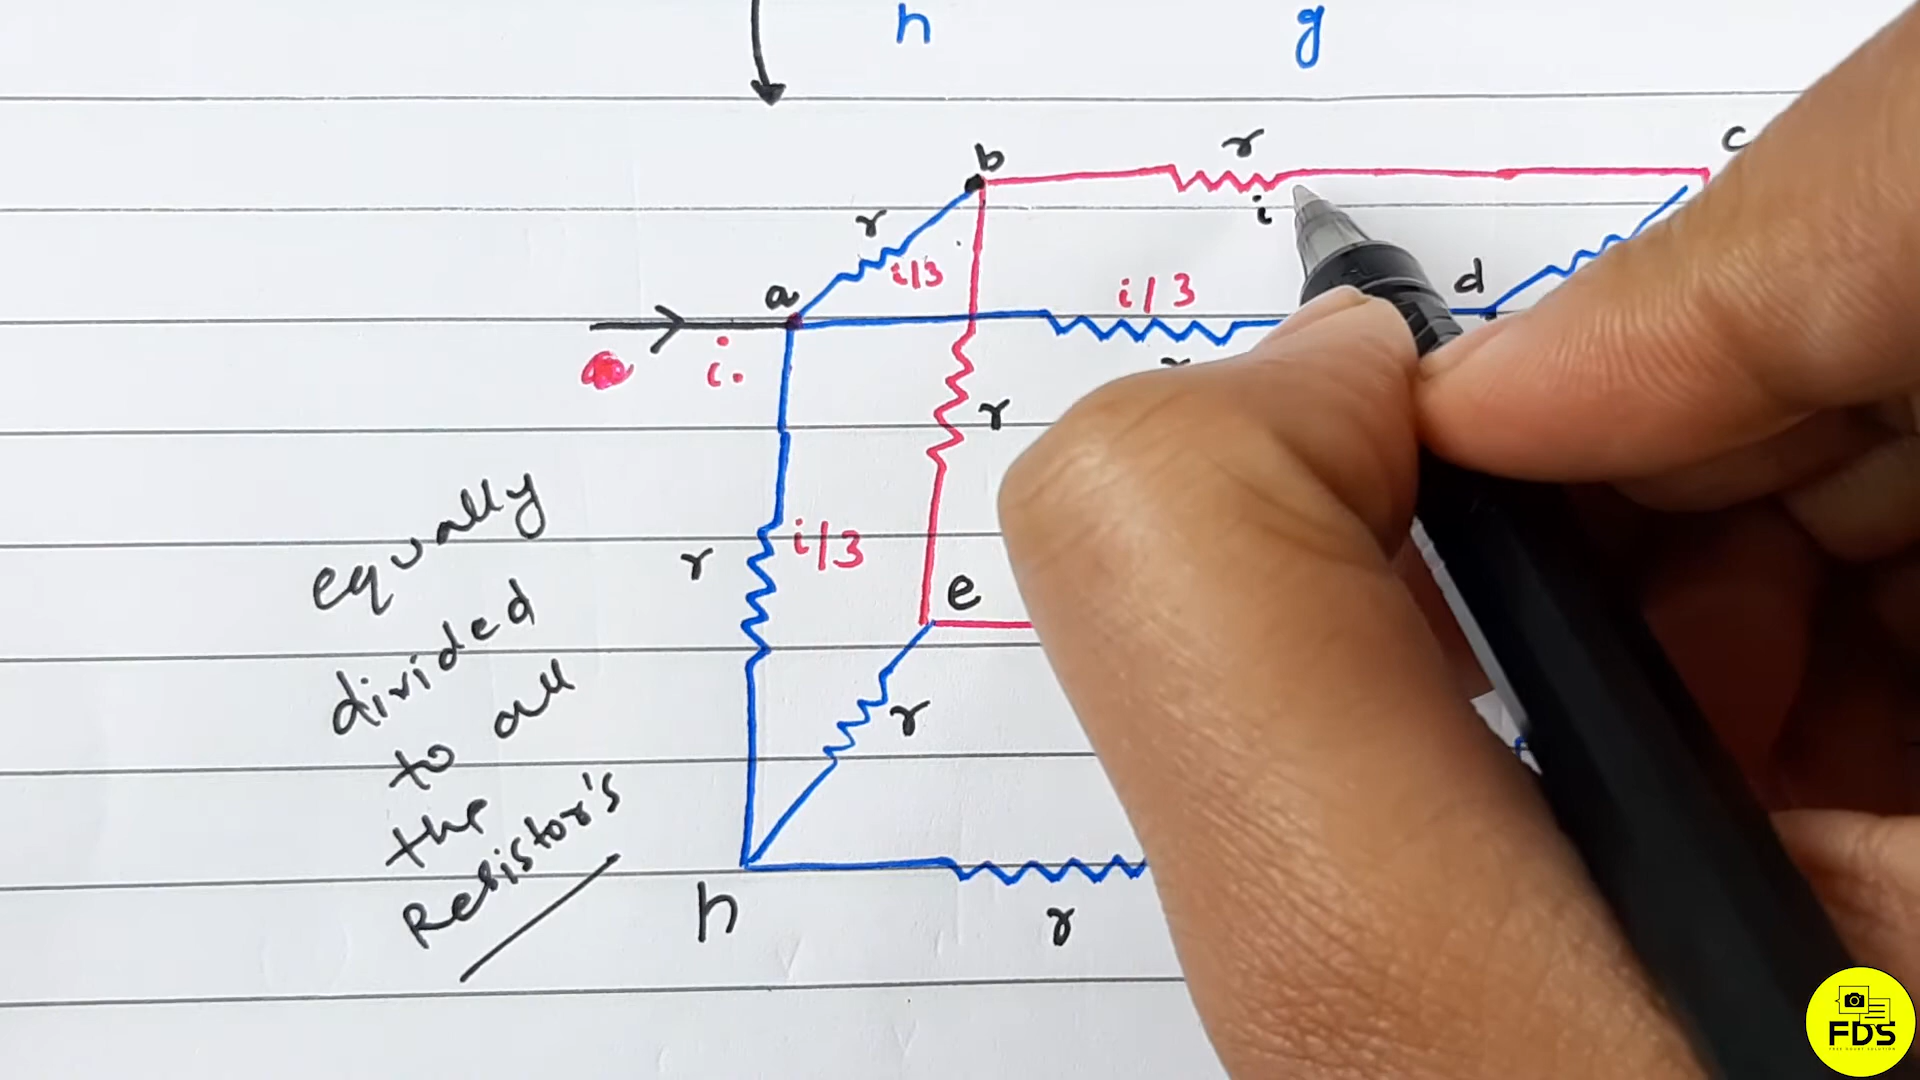 h
g
b
r
c
r
i
i/3
d
a
i/3
i.
r
equally
divided
to all
the
Resistor's
r
i/3
e
r
h
r
FDS